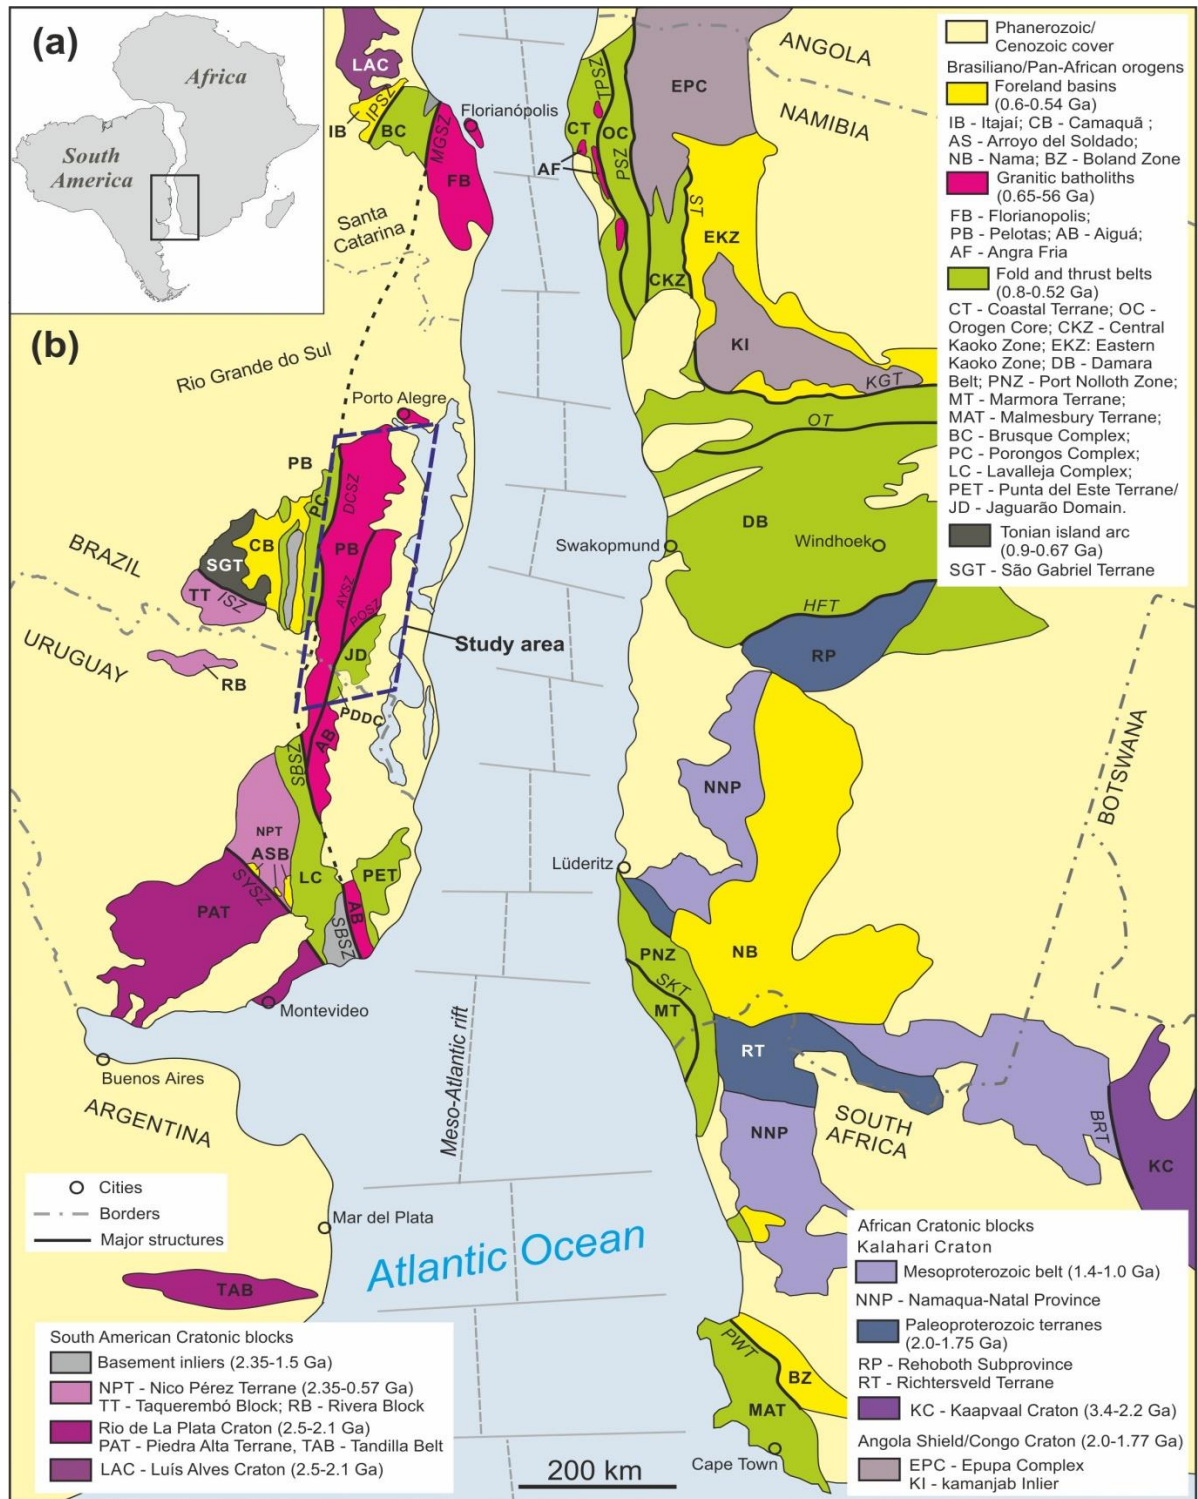 (a)
Africa
South
America
(b)
LAC
IB
IPSZ
BC
MGSZ
Florianópolis
FB
Santa
Catarina
Rio Grande do Sul
Porto Alegre
PB
PC
DCSZ
CB
SGT
PB
BRAZIL
TT
ISZ
AYSZ
POSZ
URUGUAY
RB
JD
Study area
PDDC
AB
SBSZ
NPT
ASB
SYSZ
LC
PET
PAT
SBSZ
AB
Montevideo
Buenos Aires
ARGENTINA
Mar del Plata
TAB
Meso-Atlantic rift
Atlantic Ocean
200 km
ANGOLA
NAMIBIA
TPSZ
EPC
CT
OC
AF
PSZ
ST
EKZ
CKZ
KI
KGT
OT
DB
Swakopmund
Windhoek
HFT
RP
BOTSWANA
NNP
Lüderitz
PNZ
NB
SKT
MT
RT
SOUTH
AFRICA
NNP
BRT
KC
PWT
BZ
MAT
Cape Town
Phanerozoic/
Cenozoic cover
Brasiliano/Pan-African orogens
Foreland basins
(0.6-0.54 Ga)
IB - Itajaí; CB - Camaquã ;
AS - Arroyo del Soldado;
NB - Nama; BZ - Boland Zone
Granitic batholiths
(0.65-56 Ga)
FB - Florianopolis;
PB - Pelotas; AB - Aiguá;
AF - Angra Fria
Fold and thrust belts
(0.8-0.52 Ga)
CT - Coastal Terrane; OC -
Orogen Core; CKZ - Central
Kaoko Zone; EKZ: Eastern
Kaoko Zone; DB - Damara
Belt; PNZ - Port Nolloth Zone;
MT - Marmora Terrane;
MAT - Malmesbury Terrane;
BC - Brusque Complex;
PC - Porongos Complex;
LC - Lavalleja Complex;
PET - Punta del Este Terrane/
JD - Jaguarão Domain.
Tonian island arc
(0.9-0.67 Ga)
SGT - São Gabriel Terrane
Cities
Borders
Major structures
South American Cratonic blocks
Basement inliers (2.35-1.5 Ga)
NPT - Nico Pérez Terrane (2.35-0.57 Ga)
TT - Taquerembó Block; RB - Rivera Block
Rio de La Plata Craton (2.5-2.1 Ga)
PAT - Piedra Alta Terrane, TAB - Tandilla Belt
LAC - Luís Alves Craton (2.5-2.1 Ga)
African Cratonic blocks
Kalahari Craton
Mesoproterozoic belt (1.4-1.0 Ga)
NNP - Namaqua-Natal Province
Paleoproterozoic terranes
(2.0-1.75 Ga)
RP - Rehoboth Subprovince
RT - Richtersveld Terrane
KC - Kaapvaal Craton (3.4-2.2 Ga)
Angola Shield/Congo Craton (2.0-1.77 Ga)
EPC - Epupa Complex
KI - kamanjab Inlier